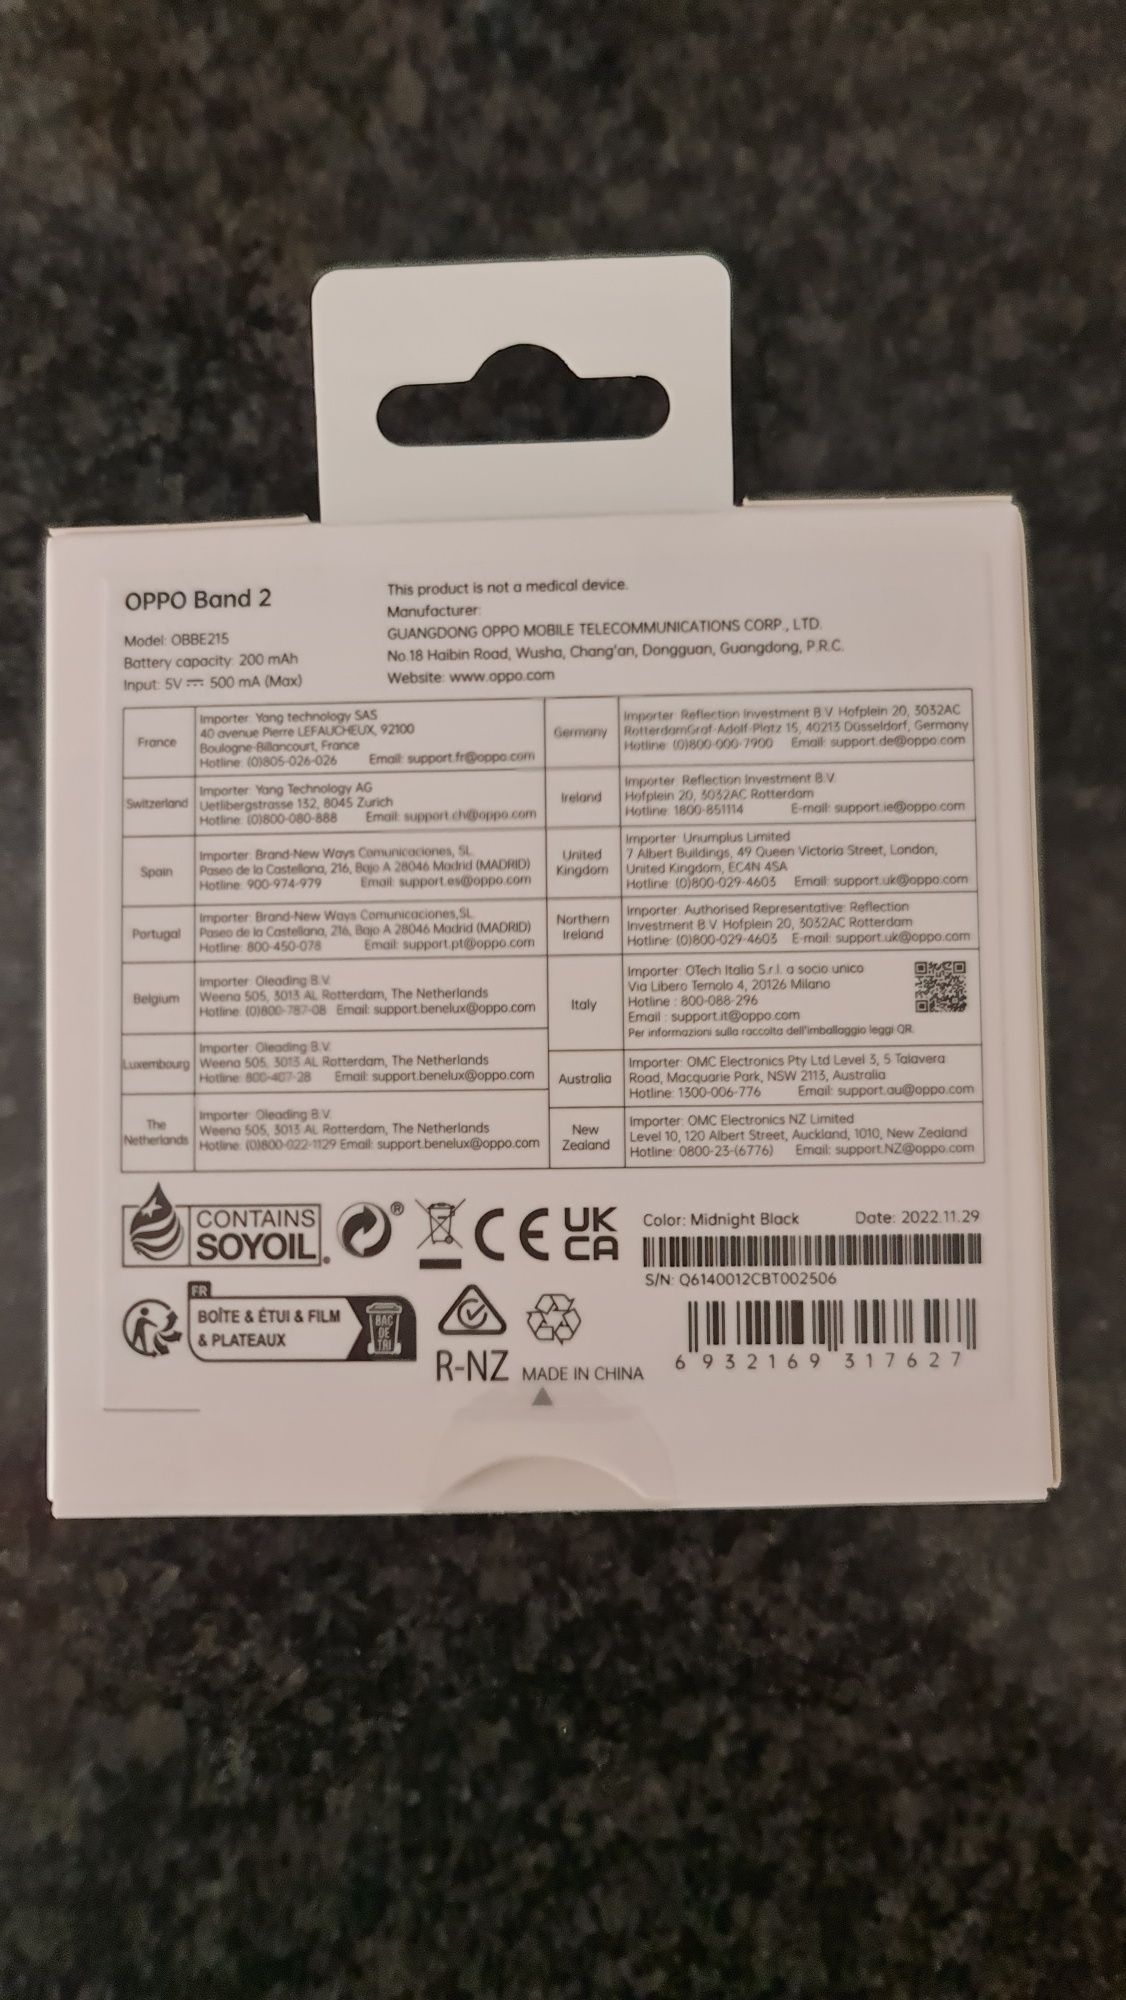 OPPO Band 2
Model: OBBE215
Battery capacity: 200 mAh
Input: 5V 500 mA (Max)
This product is not a medical device.
Manufacturer:
GUANGDONG OPPO MOBILE TELECOMMUNICATIONS CORP., LTD.
No.18 Haibin Road, Wusha, Chang'an, Dongguan, Guangdong, P.R.C.
Website: www.oppo.com
France
Importer: Yang technology SAS
40 avenue Pierre LEFAUCHEUX, 92100
Boulogne-Billancourt, France
Hotline: (0)805-026-026 Email: support.fr@oppo.com
Switzerland
Importer: Yang Technology AG
Uetlibergstrasse 132, 8045 Zurich
Hotline: (0)800-080-888 Email: support.ch@oppo.com
Spain
Importer: Brand-New Ways Comunicaciones, SL.
Paseo de la Castellana, 216, Bajo A 28046 Madrid (MADRID)
Hotline: 900-974-979 Email: support.es@oppo.com
Portugal
Importer: Brand-New Ways Comunicaciones,SL.
Paseo de la Castellana, 216, Bajo A 28046 Madrid (MADRID)
Hotline: 800-450-078 Email: support.pt@oppo.com
Belgium
Importer: Oleading B.V.
Weena 505, 3013 AL Rotterdam, The Netherlands
Hotline: (0)800-787-08 Email: support.benelux@oppo.com
Luxembourg
Importer: Oleading B.V.
Weena 505, 3013 AL Rotterdam, The Netherlands
Hotline: 800-407-28 Email: support.benelux@oppo.com
The
Netherlands
Importer: Oleading B.V.
Weena 505, 3013 AL Rotterdam, The Netherlands
Hotline: (0)800-022-1129 Email: support.benelux@oppo.com
Germany
Importer: Reflection Investment B.V. Hofplein 20, 3032AC
RotterdamGraf-Adolf-Platz 15, 40213 Düsseldorf, Germany
Hotline: (0)800-000-7900 Email: support.de@oppo.com
Ireland
Importer: Reflection Investment B.V.
Hofplein 20, 3032AC Rotterdam
Hotline: 1800-851114 E-mail: support.ie@oppo.com
United
Kingdom
Importer: Unumplus Limited
7 Albert Buildings, 49 Queen Victoria Street, London,
United Kingdom, EC4N 4SA
Hotline: (0)800-029-4603 Email: support.uk@oppo.com
Northern
Ireland
Importer: Authorised Representative: Reflection
Investment B.V. Hofplein 20, 3032AC Rotterdam
Hotline: (0)800-029-4603 E-mail: support.uk@oppo.com
Italy
Importer: OTech Italia S.r.l. a socio unico
Via Libero Temolo 4, 20126 Milano
Hotline : 800-088-296
Email : support.it@oppo.com
Per informazioni sulla raccolta dell'imballaggio leggi QR.
Australia
Importer: OMC Electronics Pty Ltd Level 3, 5 Talavera
Road, Macquarie Park, NSW 2113, Australia
Hotline: 1300-006-776 Email: support.au@oppo.com
New
Zealand
Importer: OMC Electronics NZ Limited
Level 10, 120 Albert Street, Auckland, 1010, New Zealand
Hotline: 0800-23-(6776) Email: support.NZ@oppo.com
CONTAINS
SOYOIL®
®
CE
UK
CA
Color: Midnight Black Date: 2022.11.29
S/N: Q6140012CBT002506
FR
BOÎTE & ÉTUI & FILM
& PLATEAUX
BAC
DE
TRI
R-NZ
MADE IN CHINA
6 932169 317627